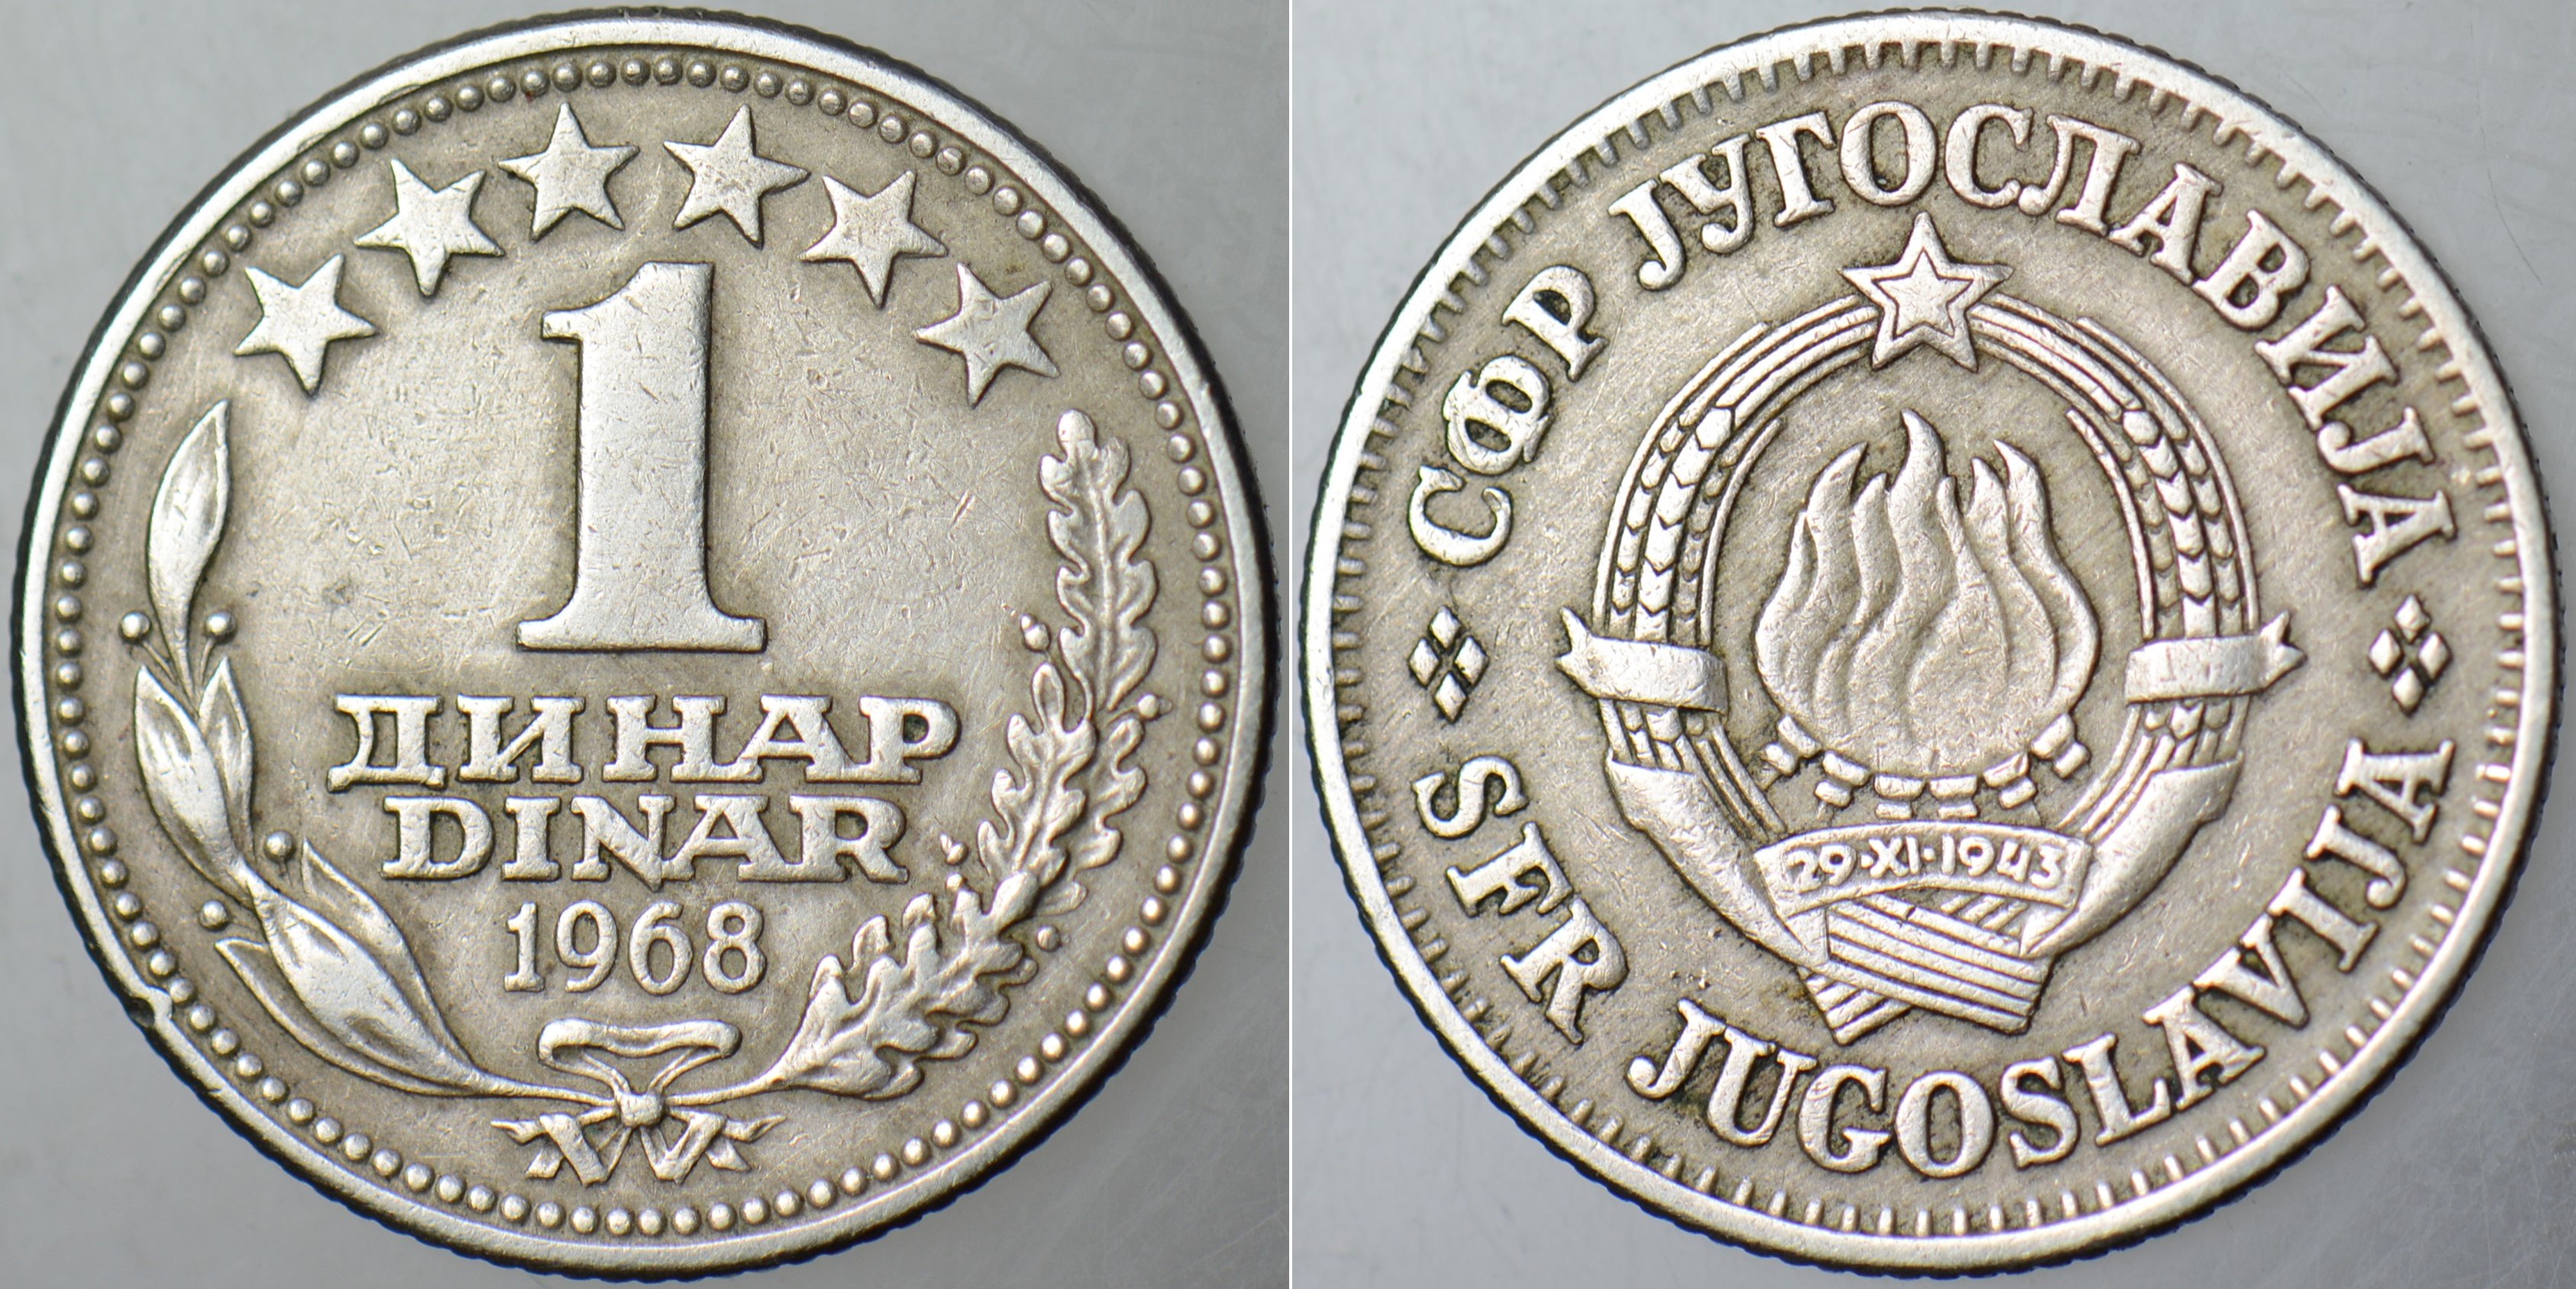 1
ДИНАР
DINAR
1968
СФР ЈУГОСЛАВИЈА
SFR JUGOSLAVIJA
29·XI·1943